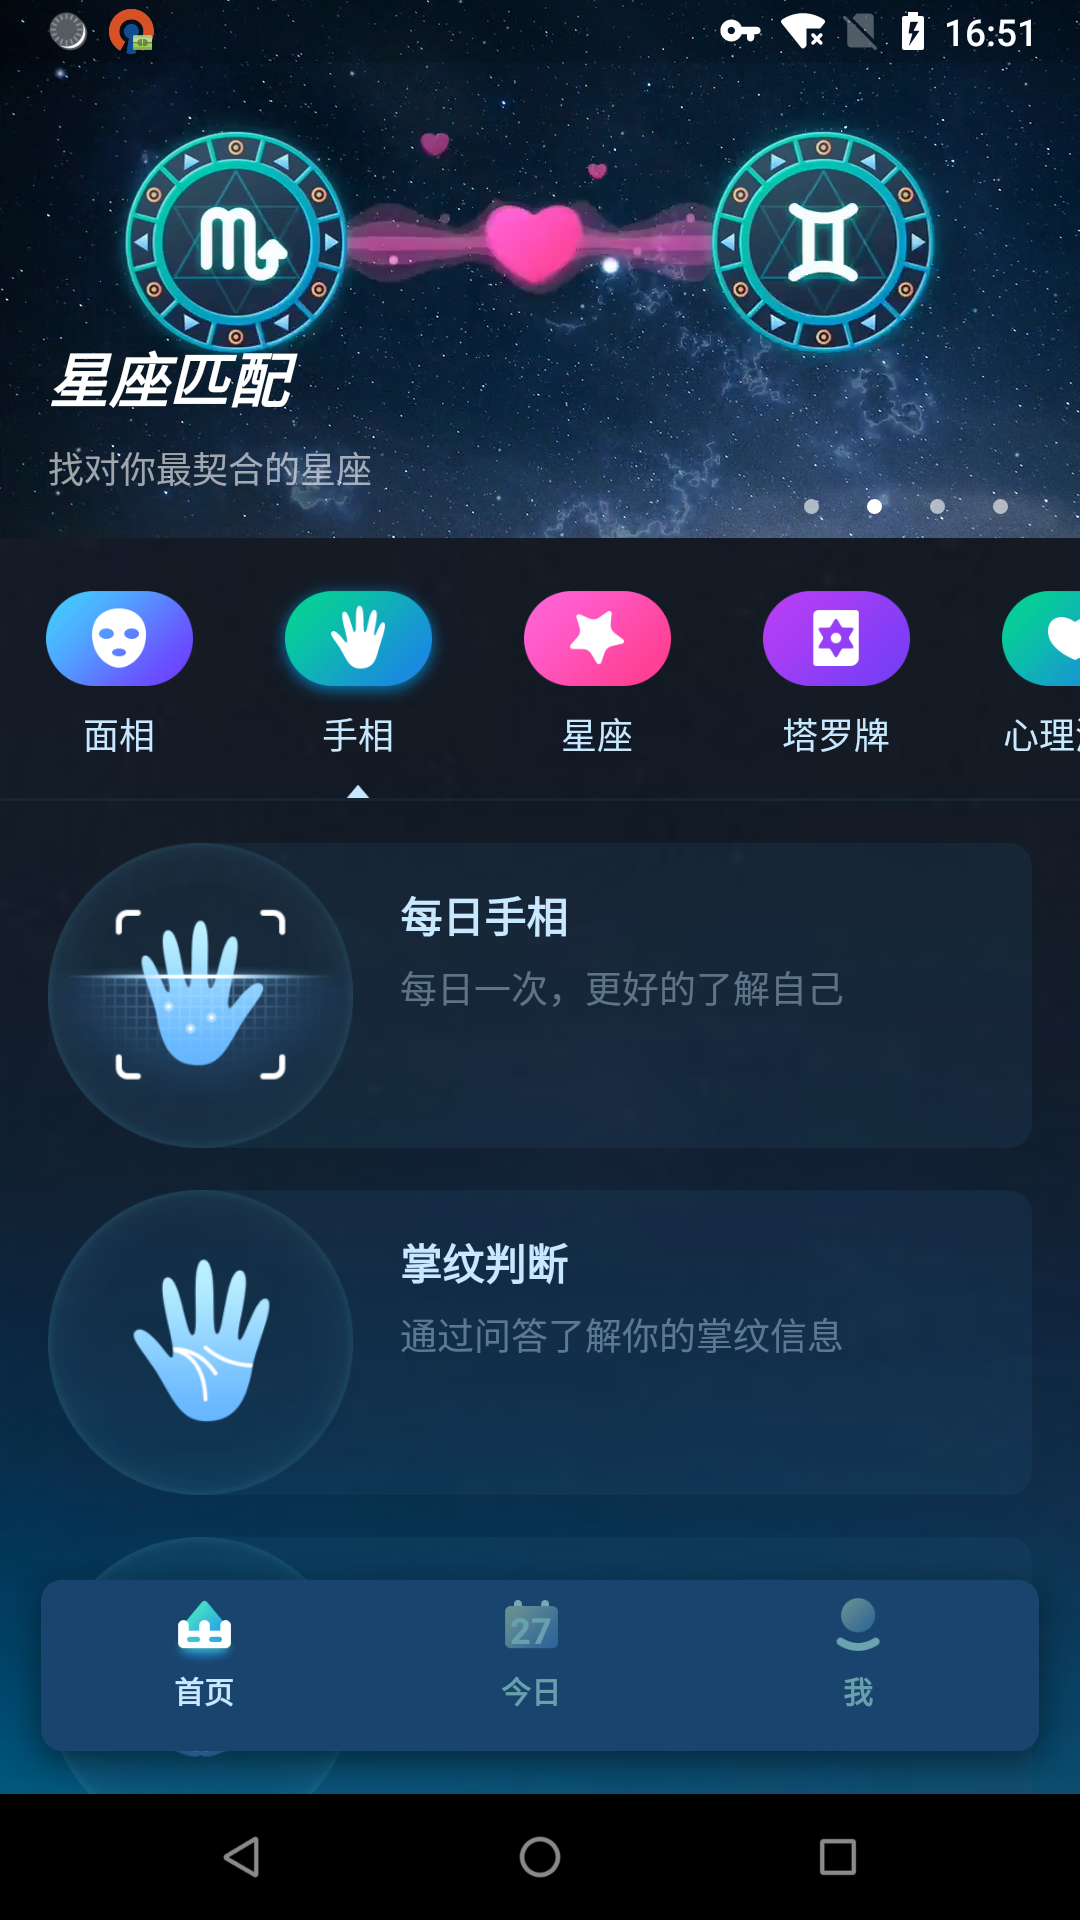 16:51
星座匹配
找对你最契合的星座
面相
手相
星座
塔罗牌
心理
每日手相
每日一次，更好的了解自己
掌纹判断
通过问答了解你的掌纹信息
27
首页
今日
我